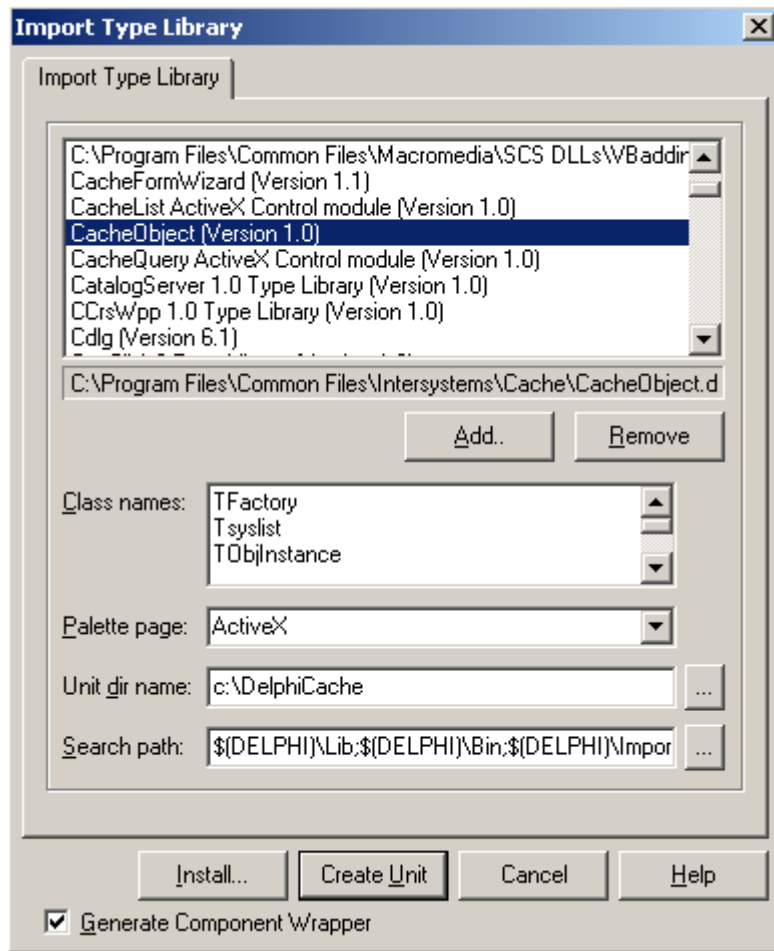 Import Type Library
Import Type Library
C:\Program Files\Common Files\Macromedia\SCS DLLs\VBaddir
CacheFormWizard (Version 1.1)
CacheList ActiveX Control module (Version 1.0)
CacheObject (Version 1.0)
CacheQuery ActiveX Control module (Version 1.0)
CatalogServer 1.0 Type Library (Version 1.0)
CCrsWpp 1.0 Type Library (Version 1.0)
Cdlg (Version 6.1)
C:\Program Files\Common Files\Intersystems\Cache\CacheObject.d
Add.. Remove
Class names: TFactory
Tsyslist
TObjInstance
Palette page: ActiveX
Unit dir name: c:\DelphiCache ...
Search path: $(DELPHI)\Lib;$(DELPHI)\Bin;$(DELPHI)\Impor ...
Install... Create Unit Cancel Help
Generate Component Wrapper